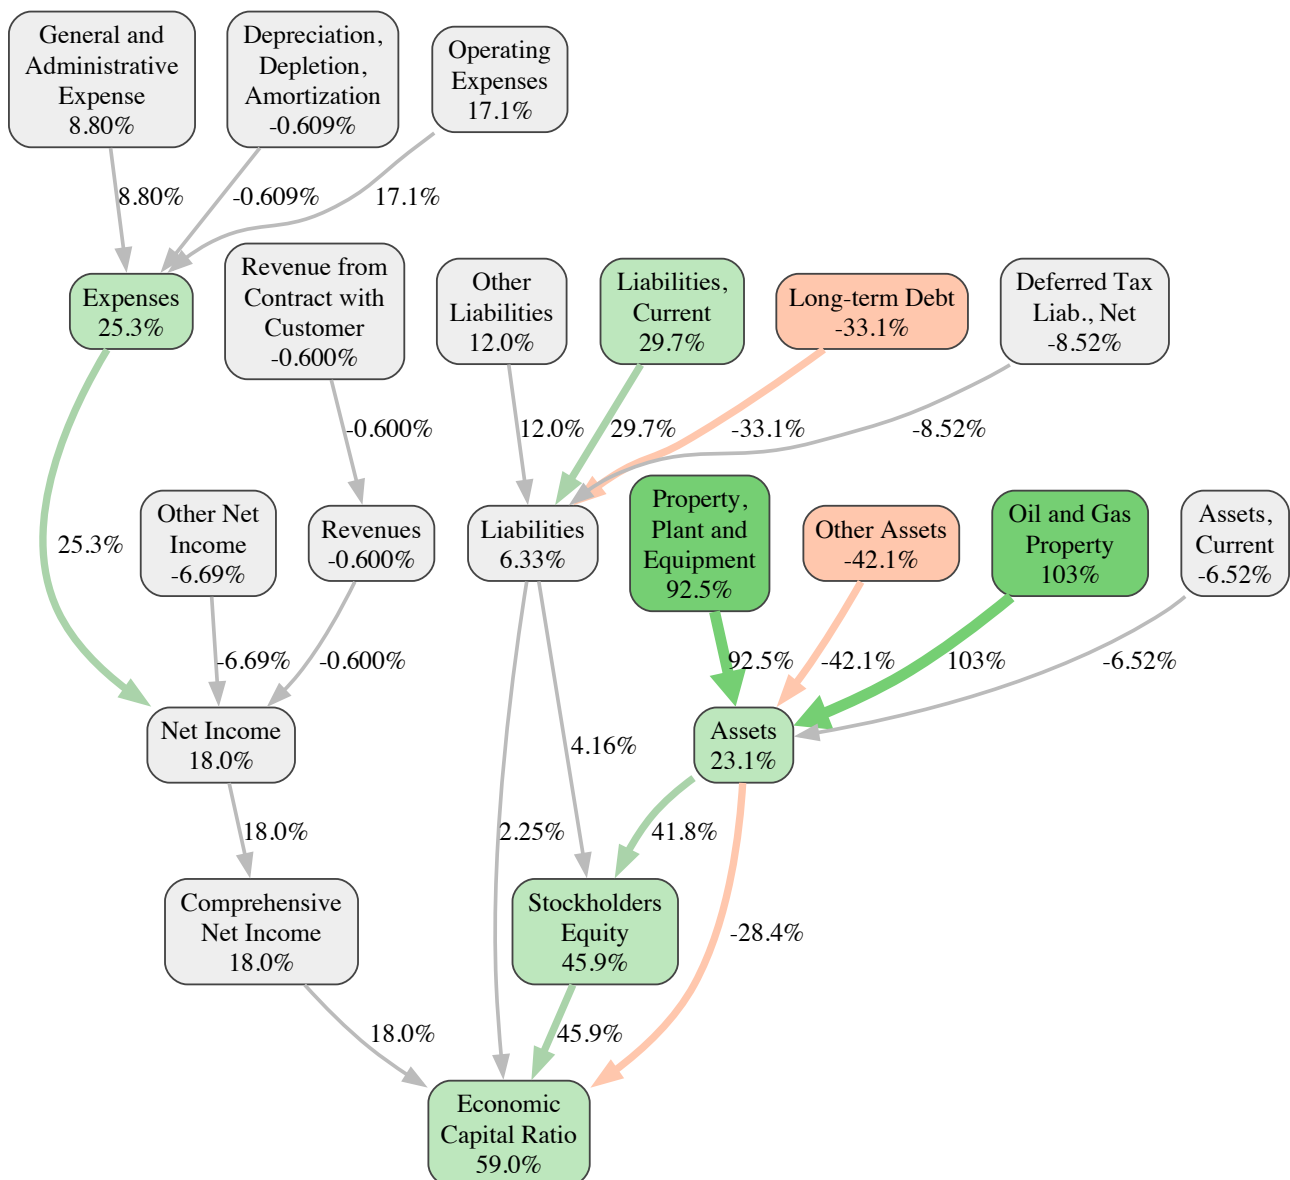 General and
Administrative
Expense
8.80%
Depreciation,
Depletion,
Amortization
-0.609%
Operating
Expenses
17.1%
8.80%
-0.609%
17.1%
Expenses
25.3%
Revenue from
Contract with
Customer
-0.600%
Other
Liabilities
12.0%
Liabilities,
Current
29.7%
Long-term Debt
-33.1%
Deferred Tax
Liab., Net
-8.52%
-0.600%
12.0%
29.7%
-33.1%
-8.52%
25.3%
Other Net
Income
-6.69%
Revenues
-0.600%
Liabilities
6.33%
Property,
Plant and
Equipment
92.5%
Other Assets
-42.1%
Oil and Gas
Property
103%
Assets,
Current
-6.52%
-6.69%
-0.600%
92.5%
-42.1%
103%
-6.52%
Net Income
18.0%
4.16%
Assets
23.1%
18.0%
2.25%
41.8%
Comprehensive
Net Income
18.0%
Stockholders
Equity
45.9%
-28.4%
18.0%
45.9%
Economic
Capital Ratio
59.0%